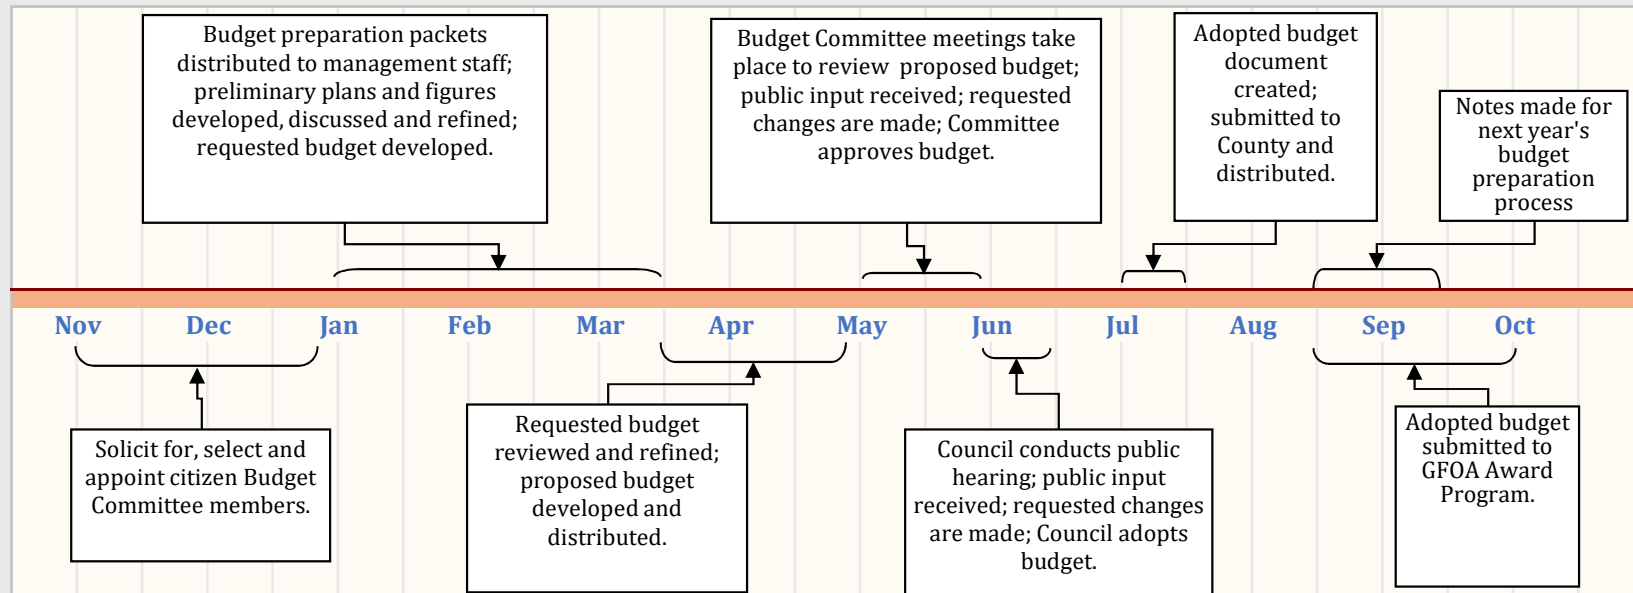 Budget preparation packets
distributed to management staff;
preliminary plans and figures
developed, discussed and refined;
requested budget developed.
Budget Committee meetings take
place to review proposed budget;
public input received; requested
changes are made; Committee
approves budget.
Adopted budget
document
created;
submitted to
County and
distributed.
Notes made for
next year's
budget
preparation
process
Nov Dec Jan Feb Mar Apr May Jun Jul Aug Sep Oct
Solicit for, select and
appoint citizen Budget
Committee members.
Requested budget
reviewed and refined;
proposed budget
developed and
distributed.
Council conducts public
hearing; public input
received; requested changes
are made; Council adopts
budget.
Adopted budget
submitted to
GFOA Award
Program.